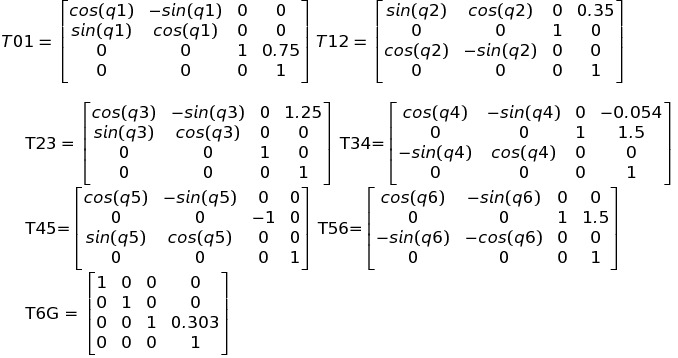 T01 = [cos(q1) -sin(q1) 0 0] T12 = [sin(q2) cos(q2) 0 0.35]
[sin(q1) cos(q1) 0 0] [0 0 1 0]
[0 0 1 0.75] [cos(q2) -sin(q2) 0 0]
[0 0 0 1] [0 0 0 1]
T23 = [cos(q3) -sin(q3) 0 1.25] T34= [cos(q4) -sin(q4) 0 -0.054]
[sin(q3) cos(q3) 0 0] [0 0 1 1.5]
[0 0 1 0] [-sin(q4) cos(q4) 0 0]
[0 0 0 1] [0 0 0 1]
T45= [cos(q5) -sin(q5) 0 0] T56= [cos(q6) -sin(q6) 0 0]
[0 0 -1 0] [0 0 1 1.5]
[sin(q5) cos(q5) 0 0] [-sin(q6) -cos(q6) 0 0]
[0 0 0 1] [0 0 0 1]
T6G = [1 0 0 0]
[0 1 0 0]
[0 0 1 0.303]
[0 0 0 1]